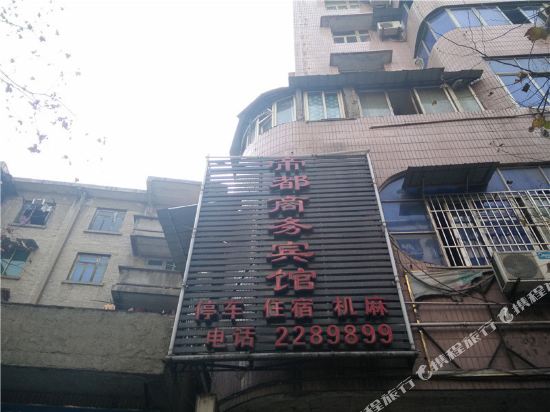 帝都商务宾馆
停车 住宿 机麻
电话 2289899
@携程旅行
@携程旅行